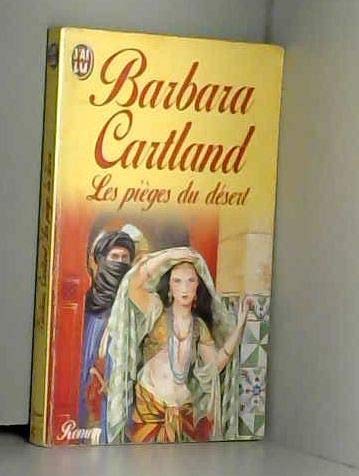 J'AI
LU
Barbara
Cartland
Les pièges du désert
Roman